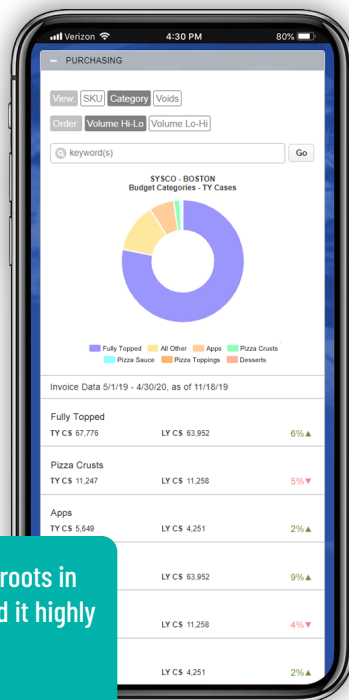 Verizon 4:30 PM 80%
PURCHASING
View: SKU Category Voids
Order: Volume Hi-Lo Volume Lo-Hi
keyword(s) Go
SYSCO - BOSTON
Budget Categories - TY Cases
Fully Topped All Other Apps Pizza Crusts
Pizza Sauce Pizza Toppings Desserts
Invoice Data 5/1/19 - 4/30/20, as of 11/18/19
Fully Topped
TY CS 67,776 LY CS 63,952 6%▲
Pizza Crusts
TY CS 11,247 LY CS 11,258 5%▼
Apps
TY CS 5,649 LY CS 4,251 2%▲
LY CS 63,952 9%▲
LY CS 11,258 4%▼
LY CS 4,251 2%▲
roots in
d it highly